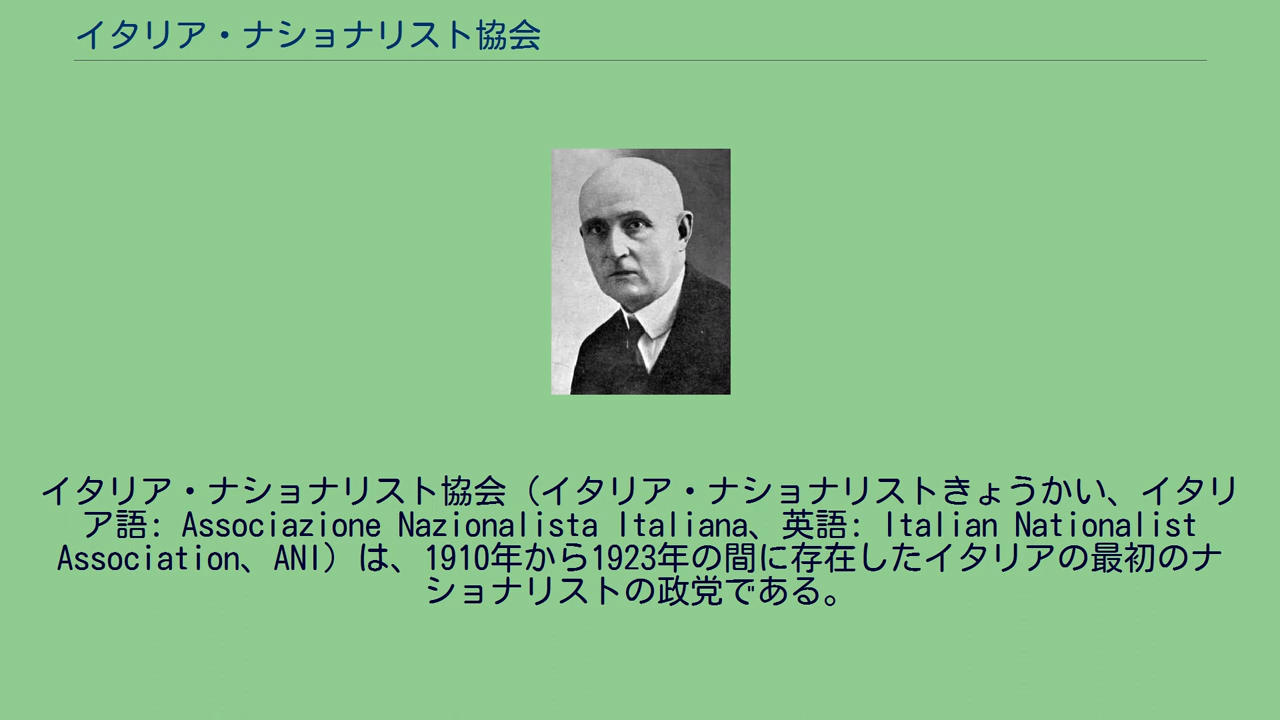 イタリア・ナショナリスト協会
イタリア・ナショナリスト協会（イタリア・ナショナリストきょうかい、イタリ
ア語: Associazione Nazionalista Italiana、英語: Italian Nationalist
Association、ANI）は、1910年から1923年の間に存在したイタリアの最初のナ
ショナリストの政党である。